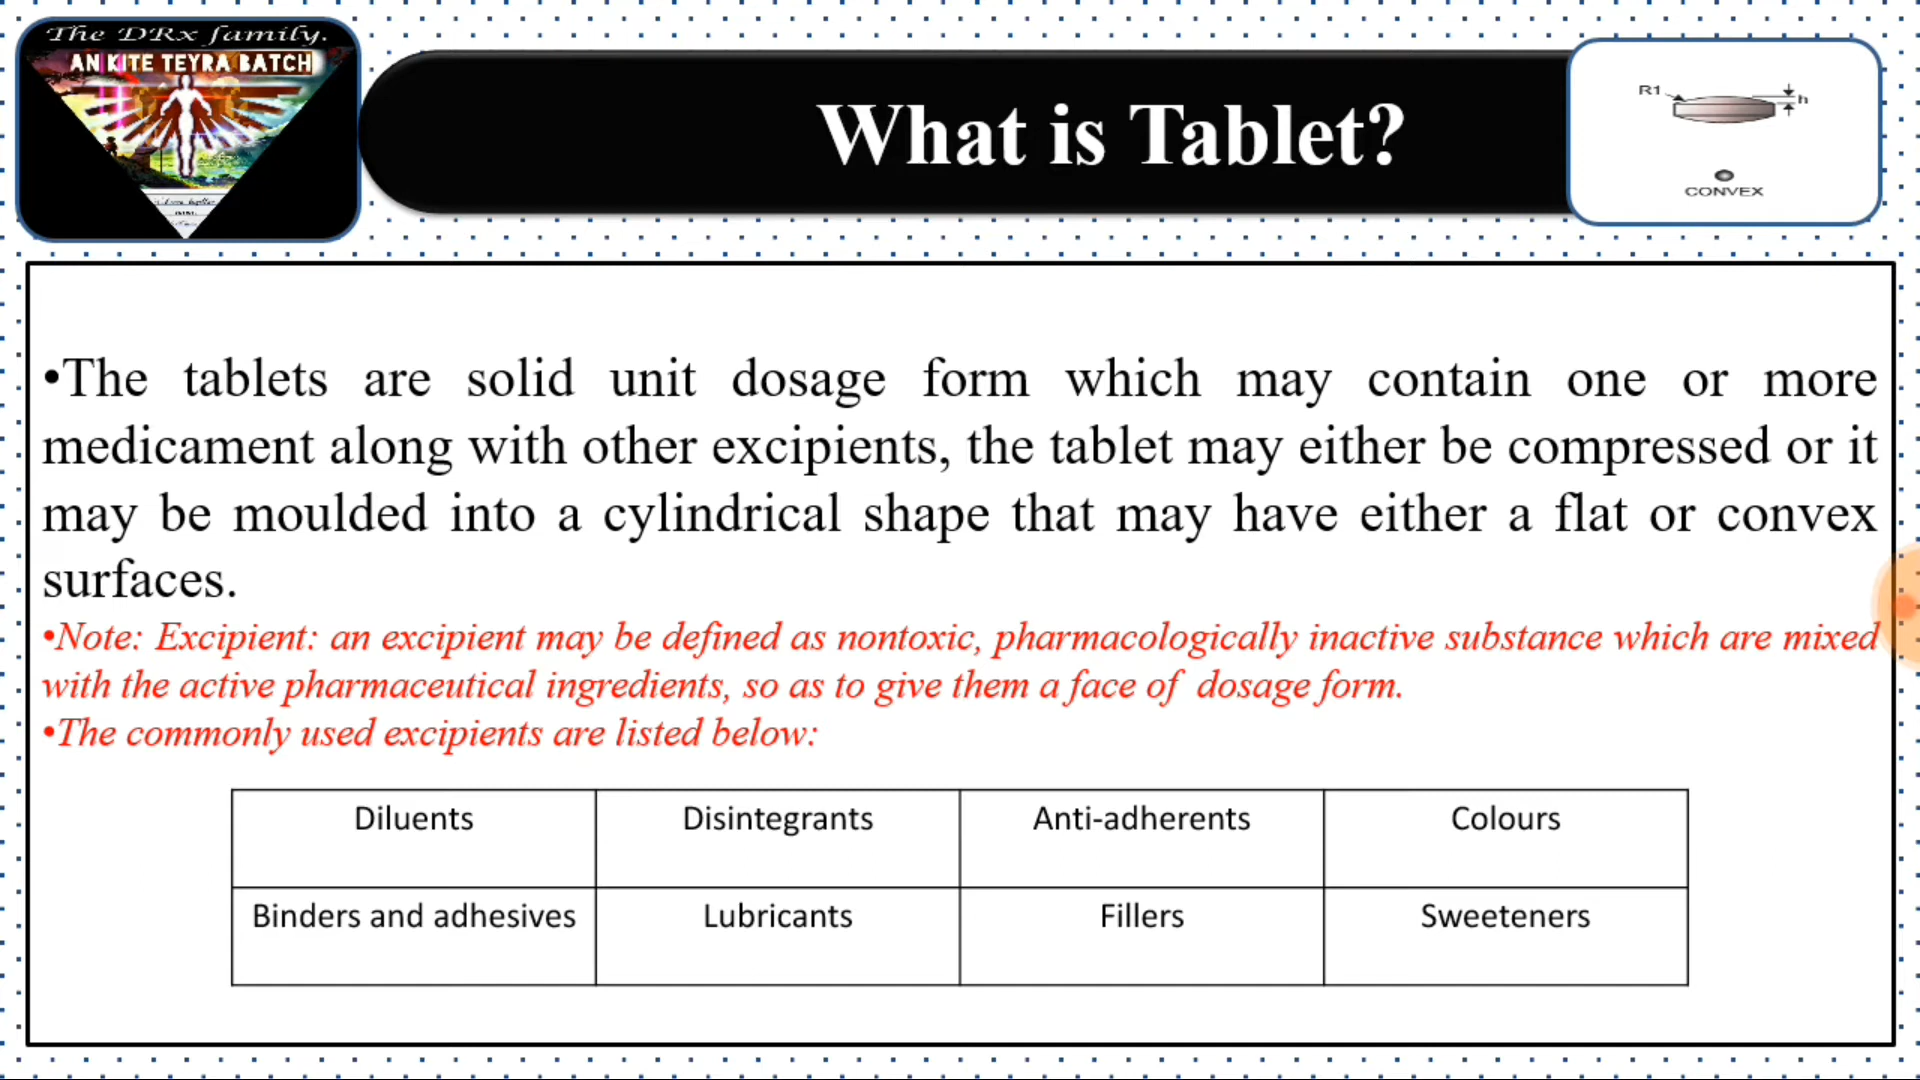 The DRx family.
AN KITE TEYRA BATCH
What is Tablet?
R1
h
CONVEX
•The tablets are solid unit dosage form which may contain one or more
medicament along with other excipients, the tablet may either be compressed or it
may be moulded into a cylindrical shape that may have either a flat or convex
surfaces.
•Note: Excipient: an excipient may be defined as nontoxic, pharmacologically inactive substance which are mixed
with the active pharmaceutical ingredients, so as to give them a face of dosage form.
•The commonly used excipients are listed below:
Diluents Disintegrants Anti-adherents Colours
Binders and adhesives Lubricants Fillers Sweeteners